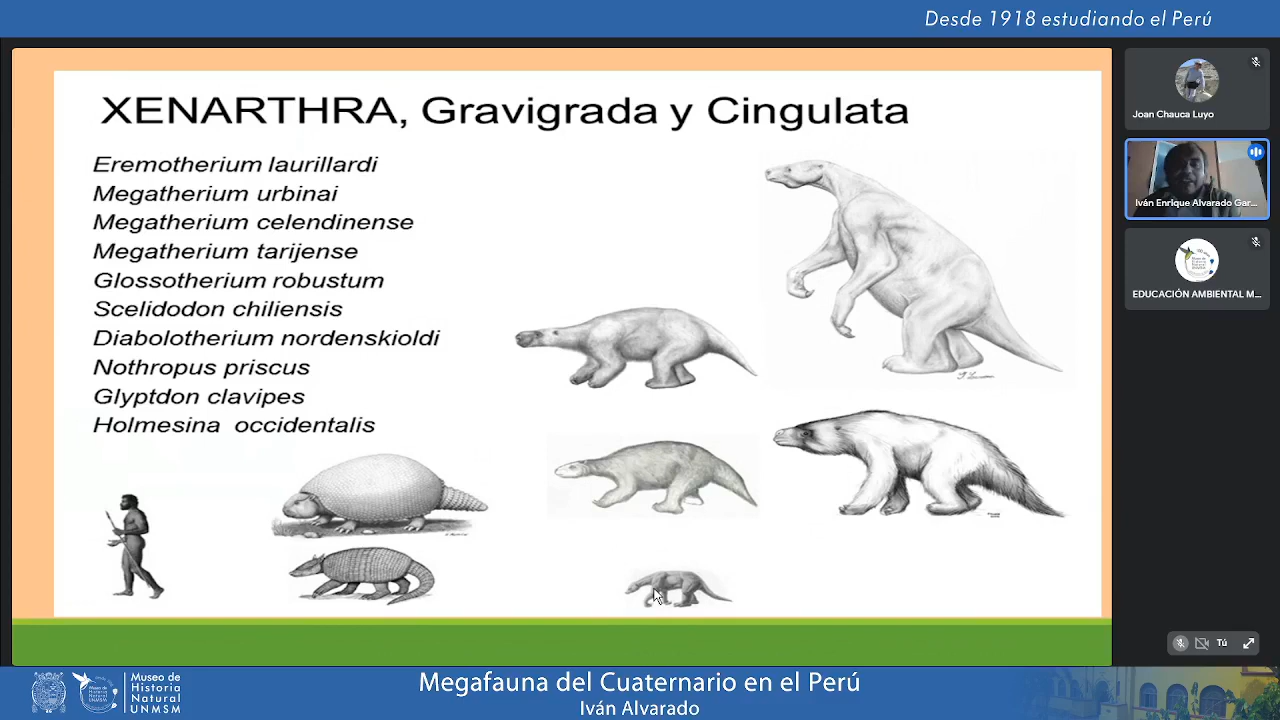 Desde 1918 estudiando el Perú
XENARTHRA, Gravigrada y Cingulata
Eremotherium laurillardi
Megatherium urbinai
Megatherium celendinense
Megatherium tarijense
Glossotherium robustum
Scelidodon chiliensis
Diabolotherium nordenskioldi
Nothropus priscus
Glyptdon clavipes
Holmesina occidentalis
Joan Chauca Luyo
Iván Enrique Alvarado Gar...
EDUCACIÓN AMBIENTAL M...
Tú
Museo de
Historia
Natural
UNMSM
Megafauna del Cuaternario en el Perú
Iván Alvarado